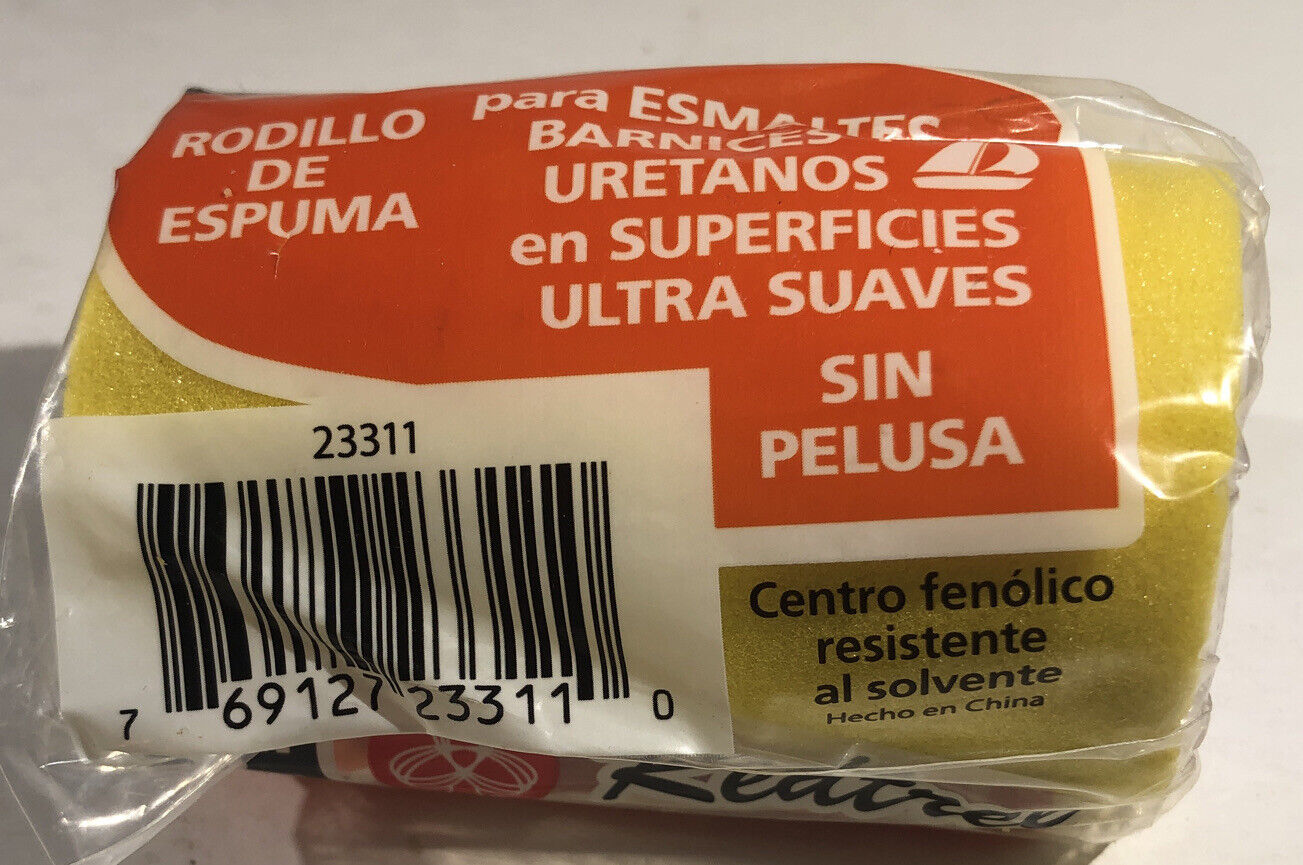 RODILLO
DE
ESPUMA
para ESMALTES
BARNICES
URETANOS
en SUPERFICIES
ULTRA SUAVES
SIN
PELUSA
23311
7 69127 23311 0
Centro fenólico
resistente
al solvente
Hecho en China
Redtree